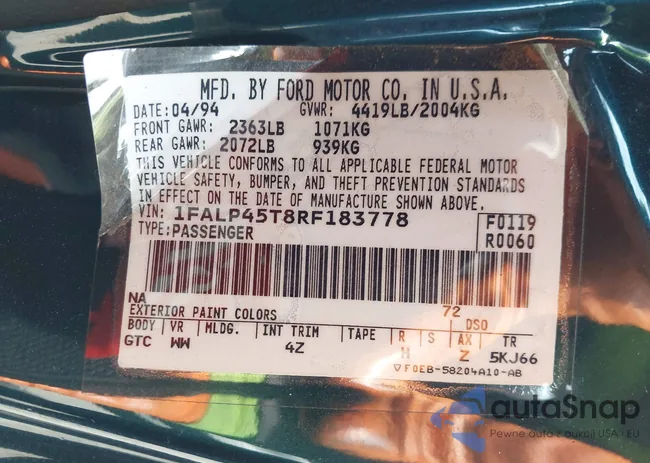 MFD. BY FORD MOTOR CO. IN U.S.A.
DATE: 04/94 GVWR: 4419LB/2004KG
FRONT GAWR: 2363LB 1071KG
REAR GAWR: 2072LB 939KG
THIS VEHICLE CONFORMS TO ALL APPLICABLE FEDERAL MOTOR
VEHICLE SAFETY, BUMPER, AND THEFT PREVENTION STANDARDS
IN EFFECT ON THE DATE OF MANUFACTURE SHOWN ABOVE.
VIN: 1FALP45T8RF183778 F0119
TYPE: PASSENGER R0060
NA 72
EXTERIOR PAINT COLORS DSO
BODY VR MLDG. INT TRIM TAPE R S AX TR
GTC WW 4Z M Z 5KJ66
F0EB-58204A10-AB
autaSnap
Pewne auta z aukcji USA i EU